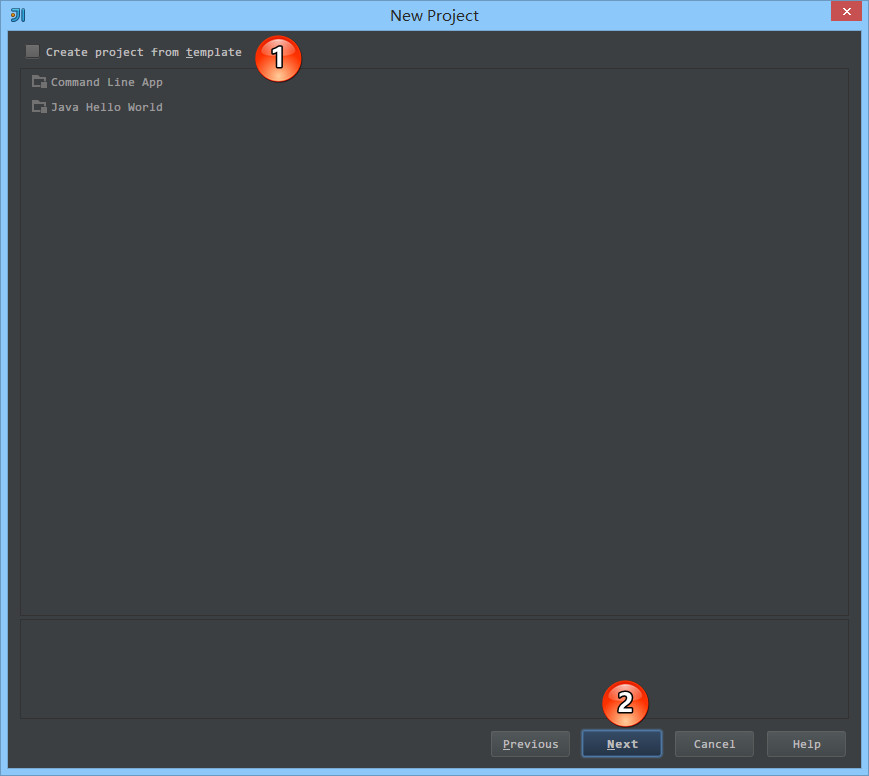 New Project
Create project from template
1
Command Line App
Java Hello World
2
Previous
Next
Cancel
Help